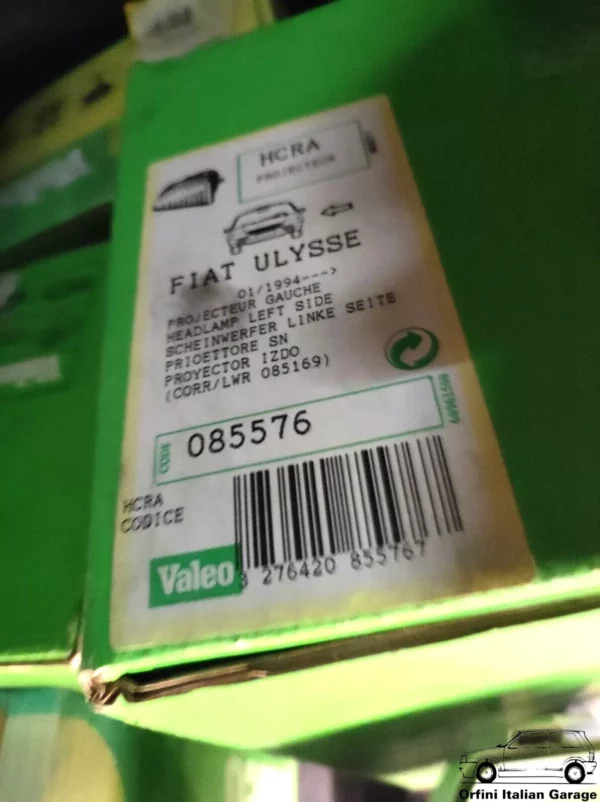 HCRA
PROJECTEUR
FIAT ULYSSE
01/1994--->
PROJECTEUR GAUCHE
HEADLAMP LEFT SIDE
SCHEINWERFER LINKE SEITE
PRIOETTORE SN
PROYECTOR IZDO
(CORR/LWR 085169)
CODE
085576
HCRA
CODICE
Valeo
3 276420 855767
Orfini Italian Garage